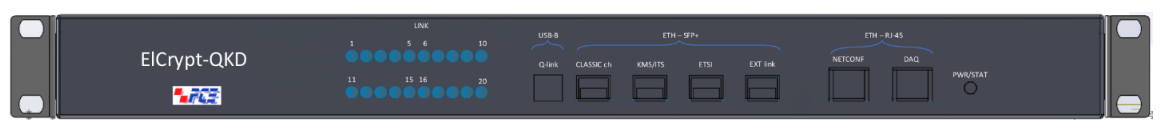 LINK
1 5 6 10
11 15 16 20
ElCrypt-QKD
PCE
USB-B
Q-link
ETH – SFP+
CLASSIC ch KMS/ITS ETSI EXT link
ETH – RJ-45
NETCONF DAQ
PWR/STAT